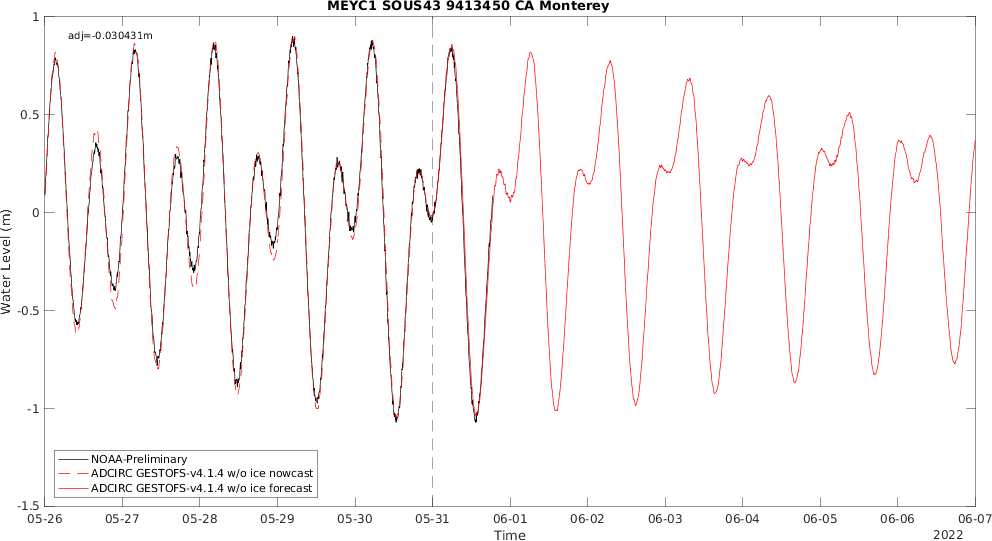 MEYC1 SOUS43 9413450 CA Monterey
adj=-0.030431m
1
0.5
0
-0.5
-1
-1.5
Water Level (m)
NOAA-Preliminary
ADCIRC GESTOFS-v4.1.4 w/o ice nowcast
ADCIRC GESTOFS-v4.1.4 w/o ice forecast
05-26 05-27 05-28 05-29 05-30 05-31 06-01 06-02 06-03 06-04 06-05 06-06 06-07
Time
2022